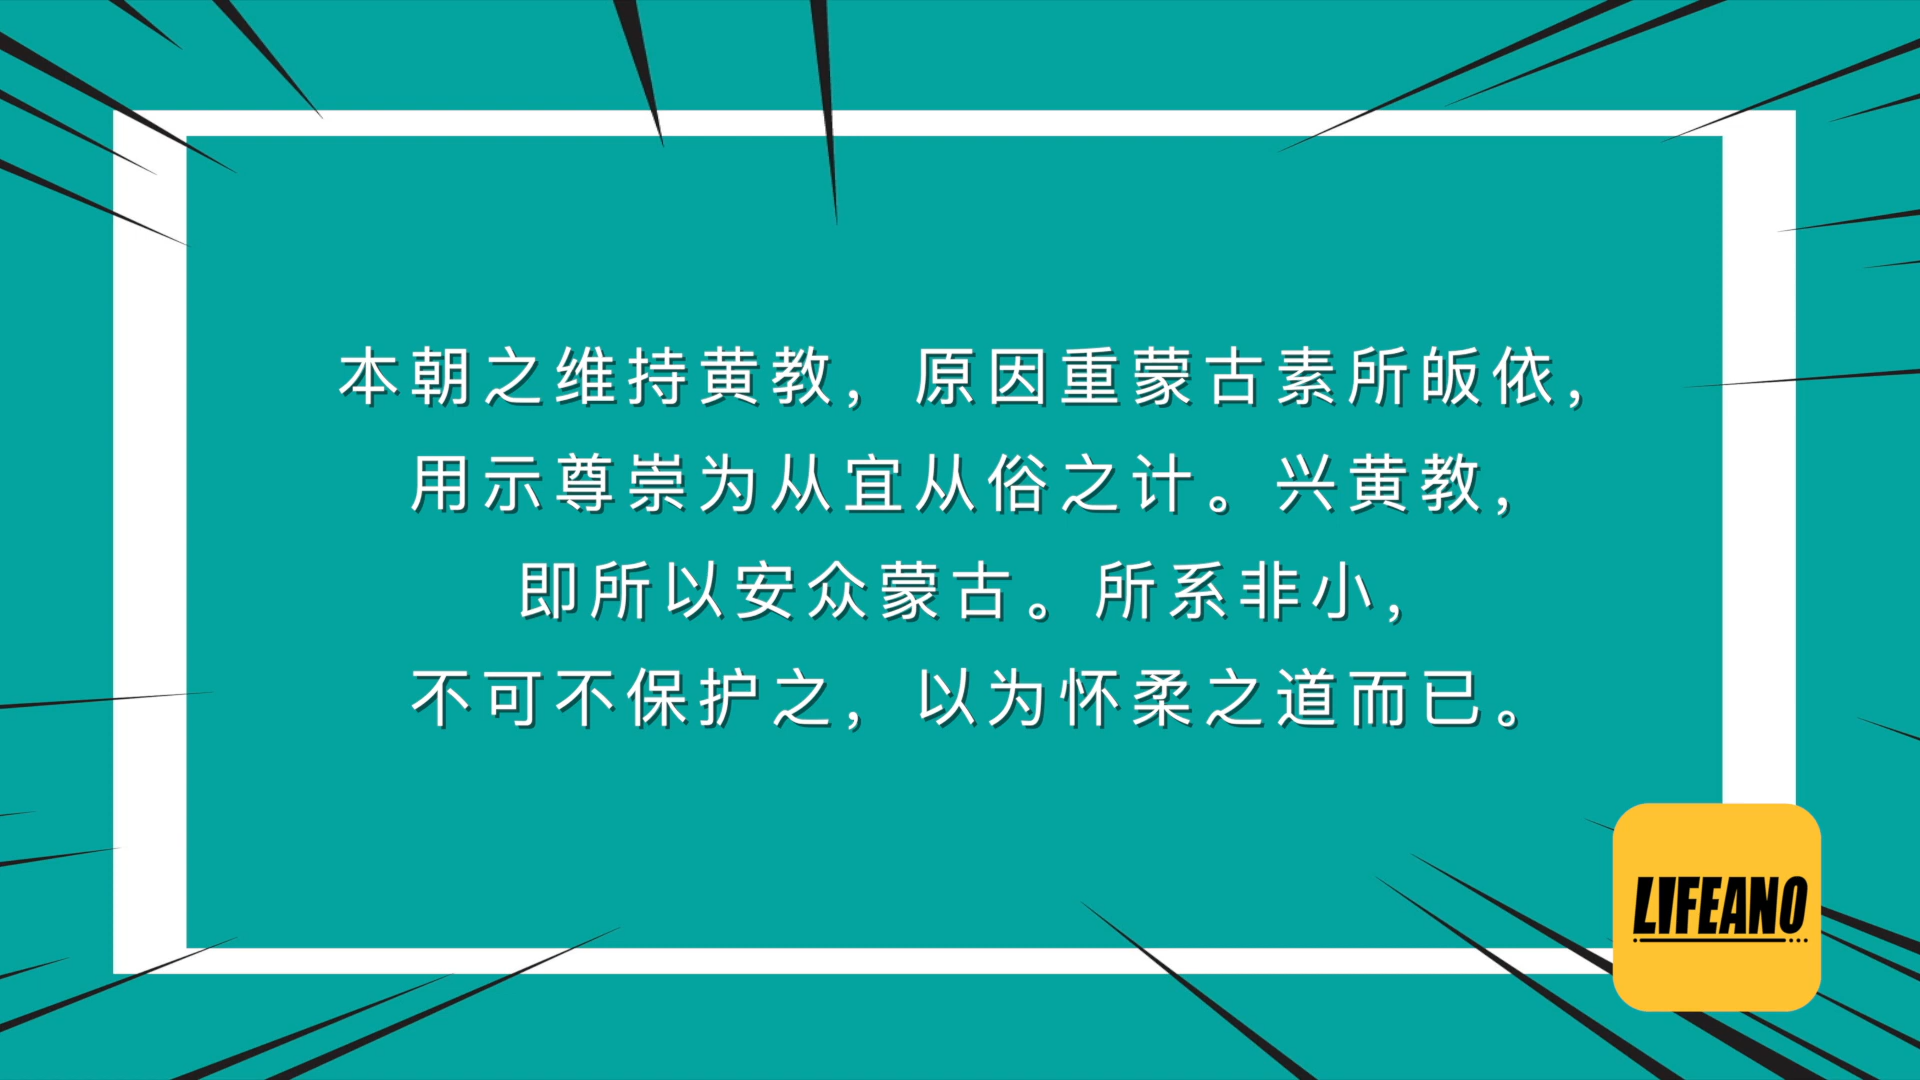 本朝之维持黄教，原因重蒙古素所皈依，
用示尊崇为从宜从俗之计。兴黄教，
即所以安众蒙古。所系非小，
不可不保护之，以为怀柔之道而已。
LIFEANO